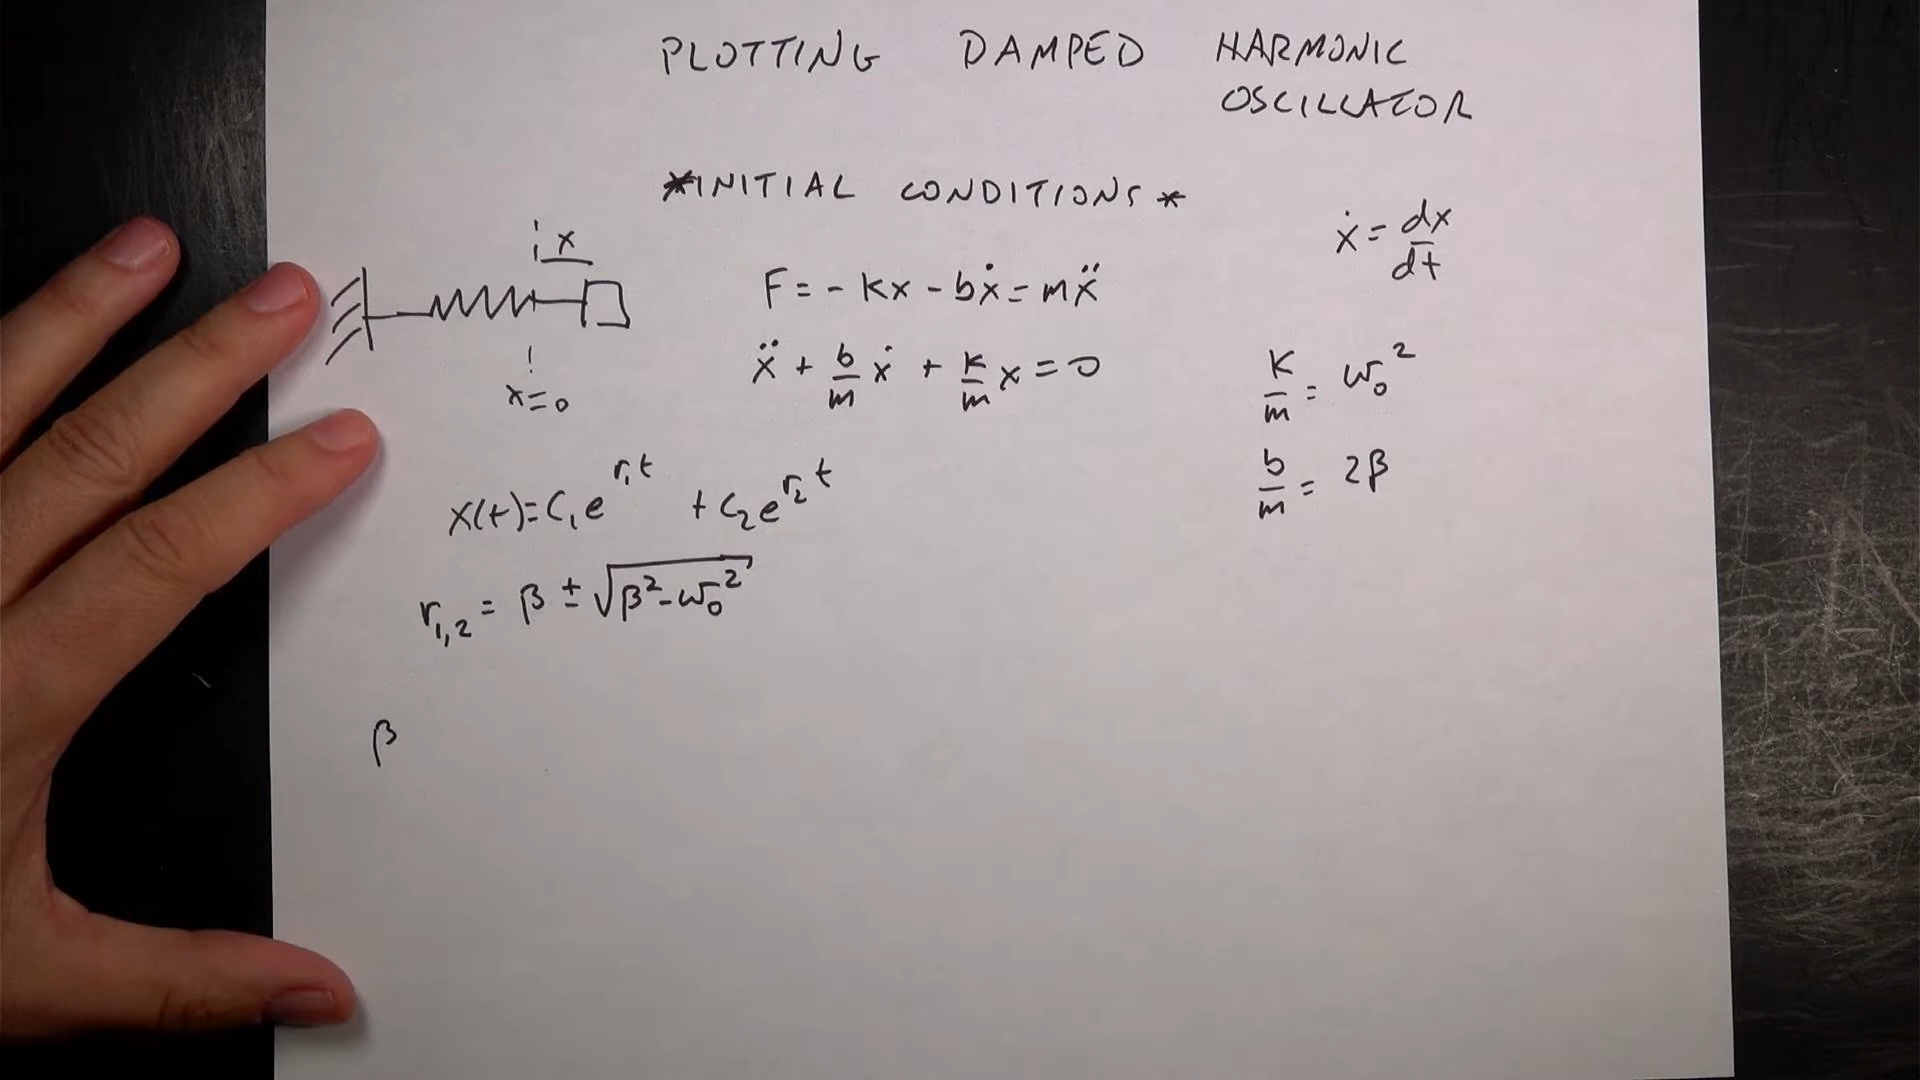 PLOTTING DAMPED HARMONIC
OSCILLATOR
*INITIAL CONDITIONS*
ẋ = dx/dt
x
F = - kx - bẋ = mẍ
ẍ + b/m ẋ + k/m x = 0
x=0
k/m = ω₀²
b/m = 2β
x(t) = C₁e^(r₁t) + C₂e^(r₂t)
r₁,₂ = β ± √(β² - ω₀²)
β